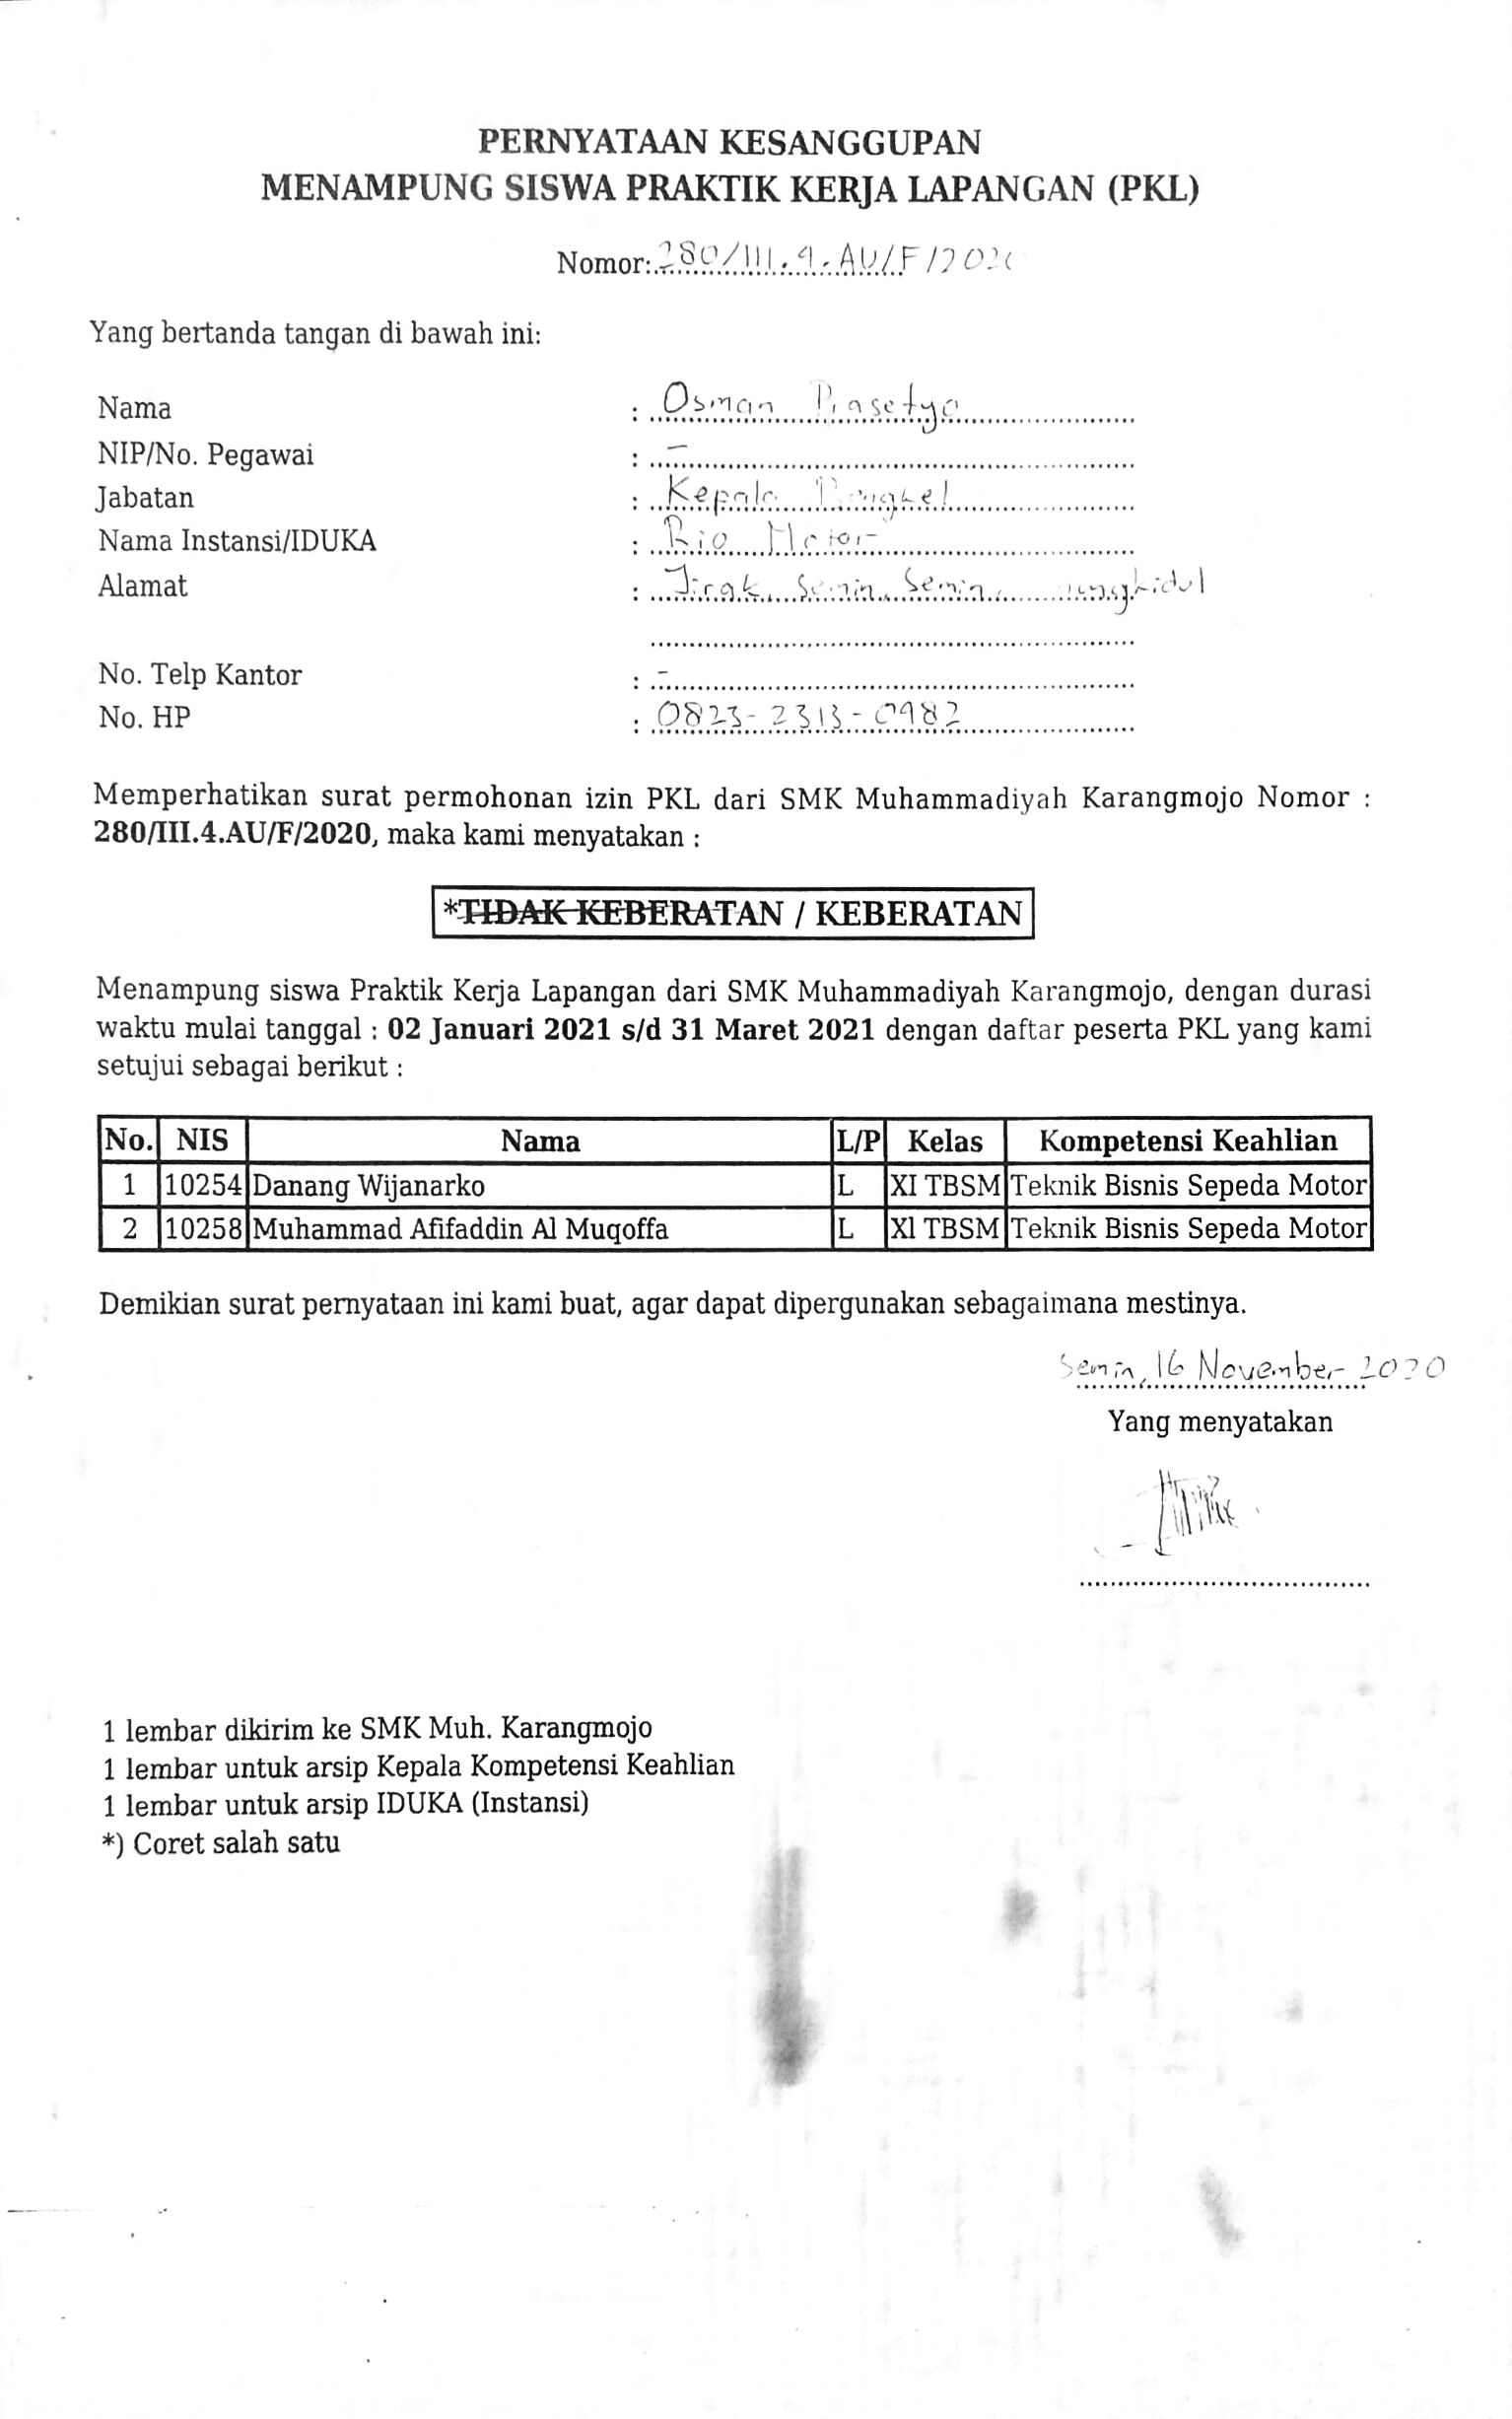 PERNYATAAN KESANGGUPAN
MENAMPUNG SISWA PRAKTIK KERJA LAPANGAN (PKL)
Nomor: 280/III.4.AU/F/2020
Yang bertanda tangan di bawah ini:
Nama : Osman Prasetyo
NIP/No. Pegawai : -
Jabatan : Kepala Bengkel
Nama Instansi/IDUKA : Rio Motor
Alamat : Jirak, Semin, Semin,
No. Telp Kantor : -
No. HP : 0823-2313-0982
Memperhatikan surat permohonan izin PKL dari SMK Muhammadiyah Karangmojo Nomor :
280/III.4.AU/F/2020, maka kami menyatakan :
*TIDAK KEBERATAN / KEBERATAN
Menampung siswa Praktik Kerja Lapangan dari SMK Muhammadiyah Karangmojo, dengan durasi
waktu mulai tanggal : 02 Januari 2021 s/d 31 Maret 2021 dengan daftar peserta PKL yang kami
setujui sebagai berikut :
No. NIS Nama L/P Kelas Kompetensi Keahlian
1 10254 Danang Wijanarko L XI TBSM Teknik Bisnis Sepeda Motor
2 10258 Muhammad Afifaddin Al Muqoffa L Xl TBSM Teknik Bisnis Sepeda Motor
Demikian surat pernyataan ini kami buat, agar dapat dipergunakan sebagaimana mestinya.
Semin, 16 November 2020
Yang menyatakan
1 lembar dikirim ke SMK Muh. Karangmojo
1 lembar untuk arsip Kepala Kompetensi Keahlian
1 lembar untuk arsip IDUKA (Instansi)
*) Coret salah satu